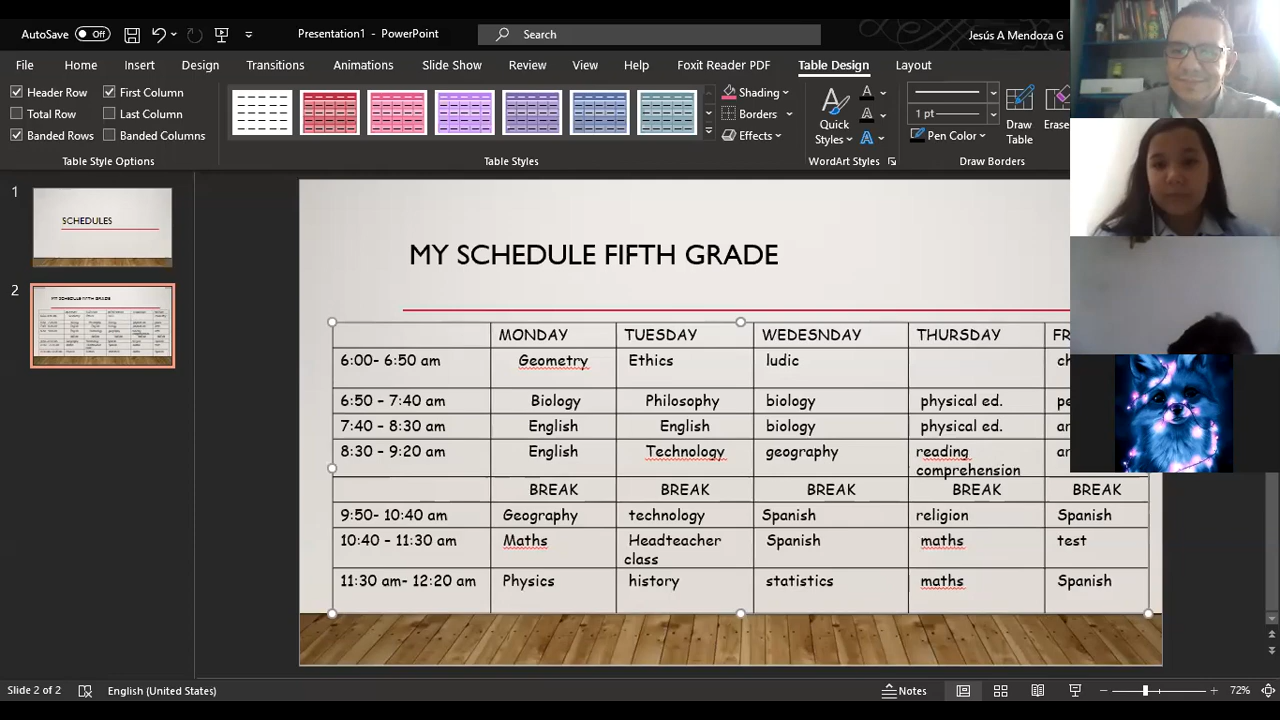 AutoSave Off Presentation1 - PowerPoint Search Jesús A Mendoza G
File Home Insert Design Transitions Animations Slide Show Review View Help Foxit Reader PDF Table Design Layout
Header Row First Column Shading
Total Row Last Column Borders
Banded Rows Banded Columns Effects
Quick Styles
1 pt
Pen Color
Draw Table
Erase
Table Style Options Table Styles WordArt Styles Draw Borders
1
SCHEDULES
2
MY SCHEDULE FIFTH GRADE
MONDAY TUESDAY WEDESNDAY THURSDAY FR
6:00- 6:50 am Geometry Ethics ludic ch
6:50 – 7:40 am Biology Philosophy biology physical ed. pe
7:40 – 8:30 am English English biology physical ed. ar
8:30 – 9:20 am English Technology geography reading comprehension ar
BREAK BREAK BREAK BREAK BREAK
9:50- 10:40 am Geography technology Spanish religion Spanish
10:40 – 11:30 am Maths Headteacher class Spanish maths test
11:30 am- 12:20 am Physics history statistics maths Spanish
Slide 2 of 2 English (United States) Notes 72%